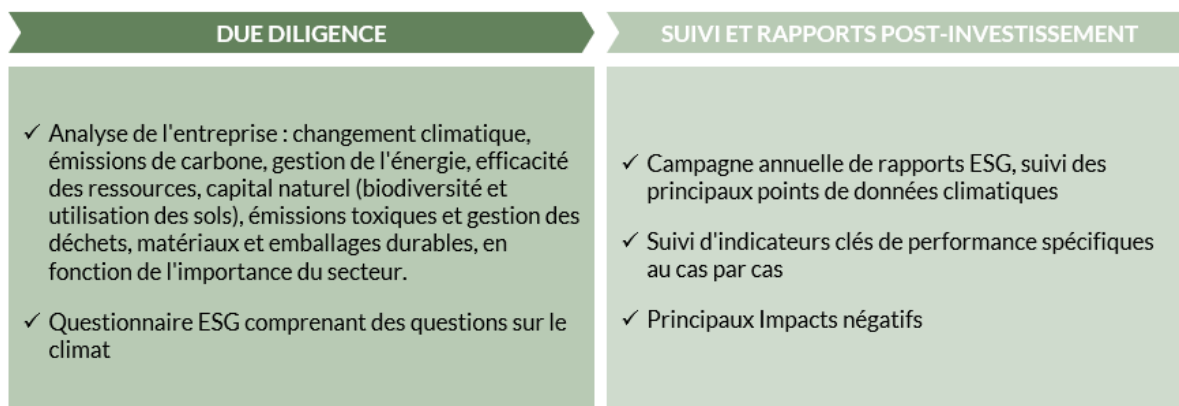 DUE DILIGENCE
✓ Analyse de l'entreprise : changement climatique,
émissions de carbone, gestion de l'énergie, efficacité
des ressources, capital naturel (biodiversité et
utilisation des sols), émissions toxiques et gestion des
déchets, matériaux et emballages durables, en
fonction de l'importance du secteur.
✓ Questionnaire ESG comprenant des questions sur le
climat
SUIVI ET RAPPORTS POST-INVESTISSEMENT
✓ Campagne annuelle de rapports ESG, suivi des
principaux points de données climatiques
✓ Suivi d'indicateurs clés de performance spécifiques
au cas par cas
✓ Principaux Impacts négatifs